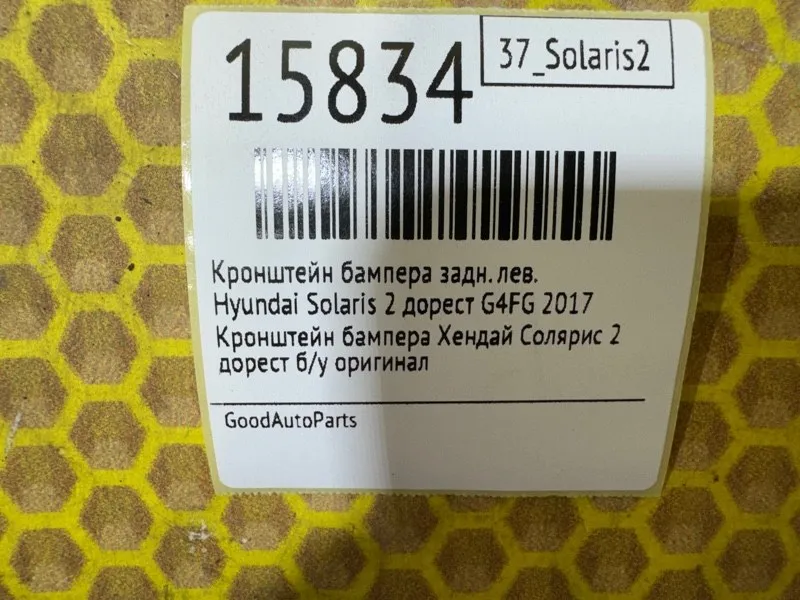 15834
37_Solaris2
Кронштейн бампера задн. лев.
Hyundai Solaris 2 дорест G4FG 2017
Кронштейн бампера Хендай Солярис 2
дорест б/у оригинал
GoodAutoParts